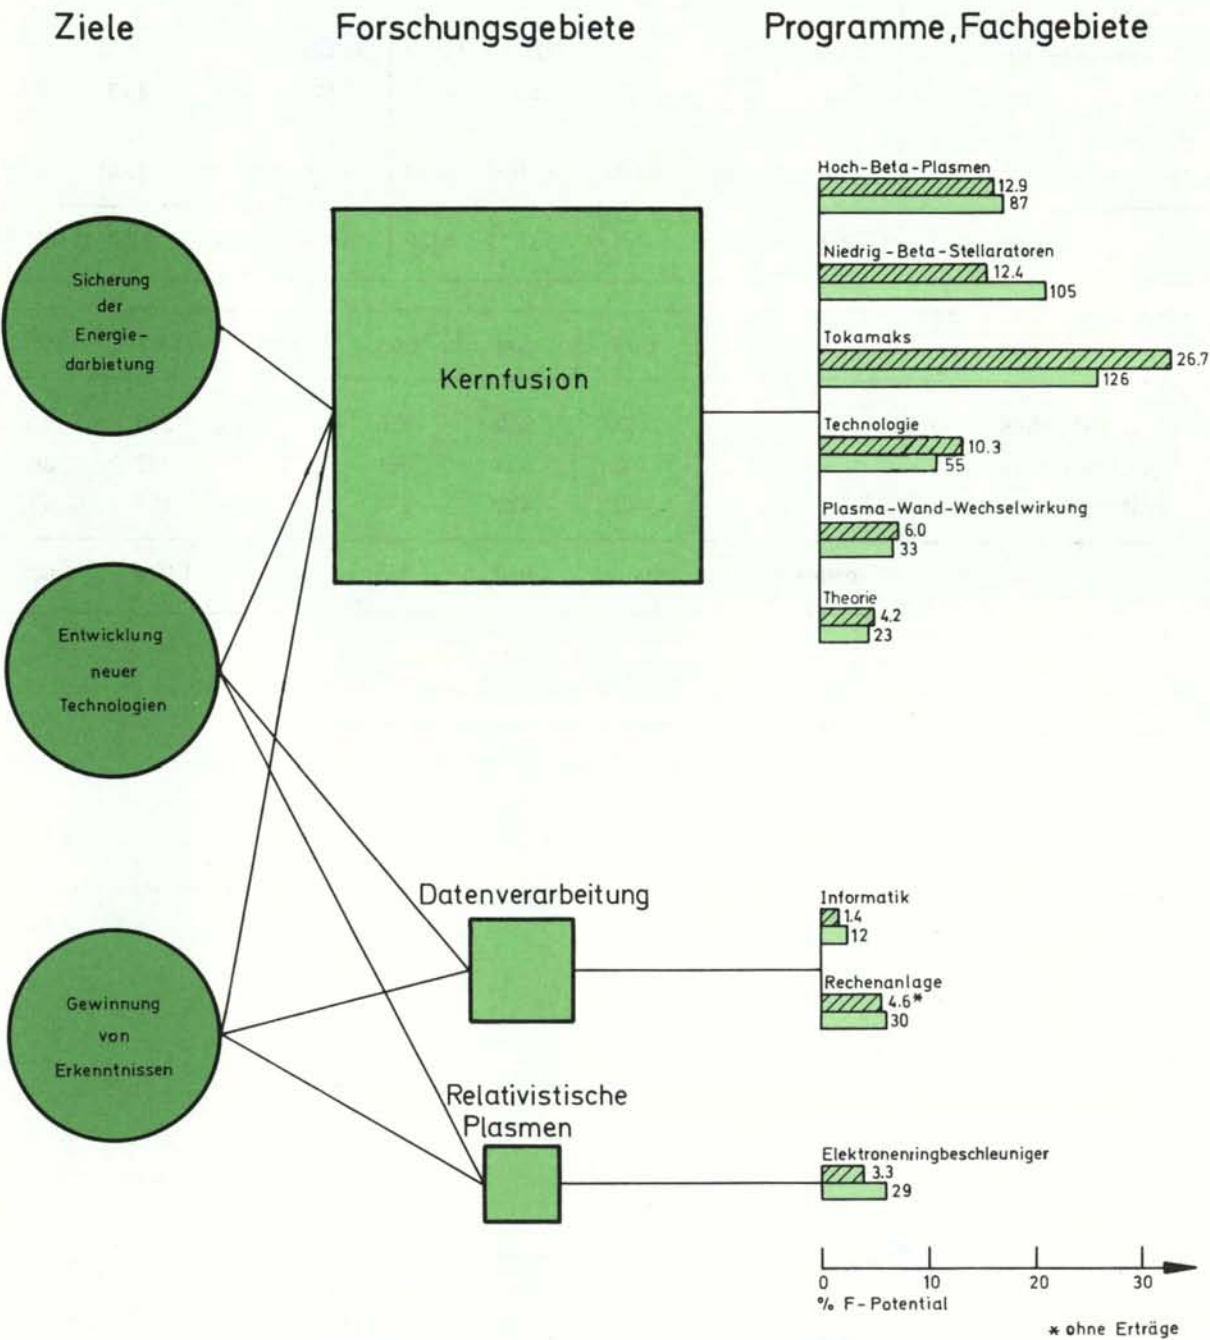 Ziele Forschungsgebiete Programme, Fachgebiete
Sicherung
der
Energie-
darbietung
Entwicklung
neuer
Technologien
Gewinnung
von
Erkenntnissen
Kernfusion
Datenverarbeitung
Relativistische
Plasmen
Hoch-Beta-Plasmen
12.9
87
Niedrig-Beta-Stellaratoren
12.4
105
Tokamaks
26.7
126
Technologie
10.3
55
Plasma-Wand-Wechselwirkung
6.0
33
Theorie
4.2
23
Informatik
1.4
12
Rechenanlage
4.6*
30
Elektronenringbeschleuniger
3.3
29
0 10 20 30
% F-Potential
* ohne Erträge